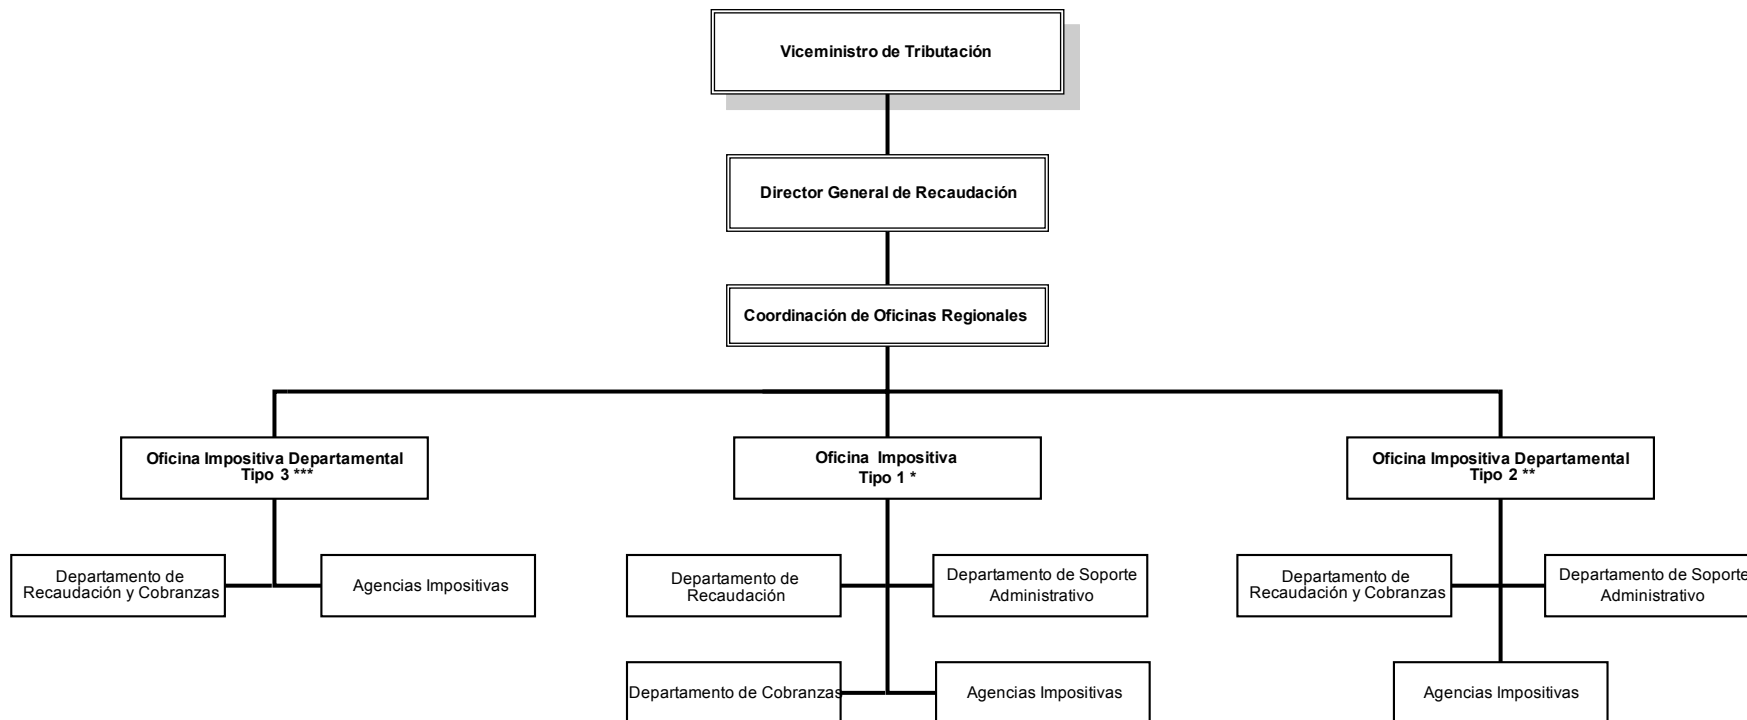 Viceministro de Tributación
Director General de Recaudación
Coordinación de Oficinas Regionales
Oficina Impositiva Departamental
Tipo 3 ***
Oficina Impositiva
Tipo 1 *
Oficina Impositiva Departamental
Tipo 2 **
Departamento de
Recaudación y Cobranzas
Agencias Impositivas
Departamento de
Recaudación
Departamento de Soporte
Administrativo
Departamento de
Recaudación y Cobranzas
Departamento de Soporte
Administrativo
Departamento de Cobranzas
Agencias Impositivas
Agencias Impositivas